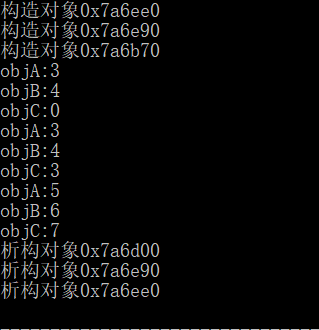 构造对象0x7a6ee0
构造对象0x7a6e90
构造对象0x7a6b70
objA:3
objB:4
objC:0
objA:3
objB:4
objC:3
objA:5
objB:6
objC:7
析构对象0x7a6d00
析构对象0x7a6e90
析构对象0x7a6ee0